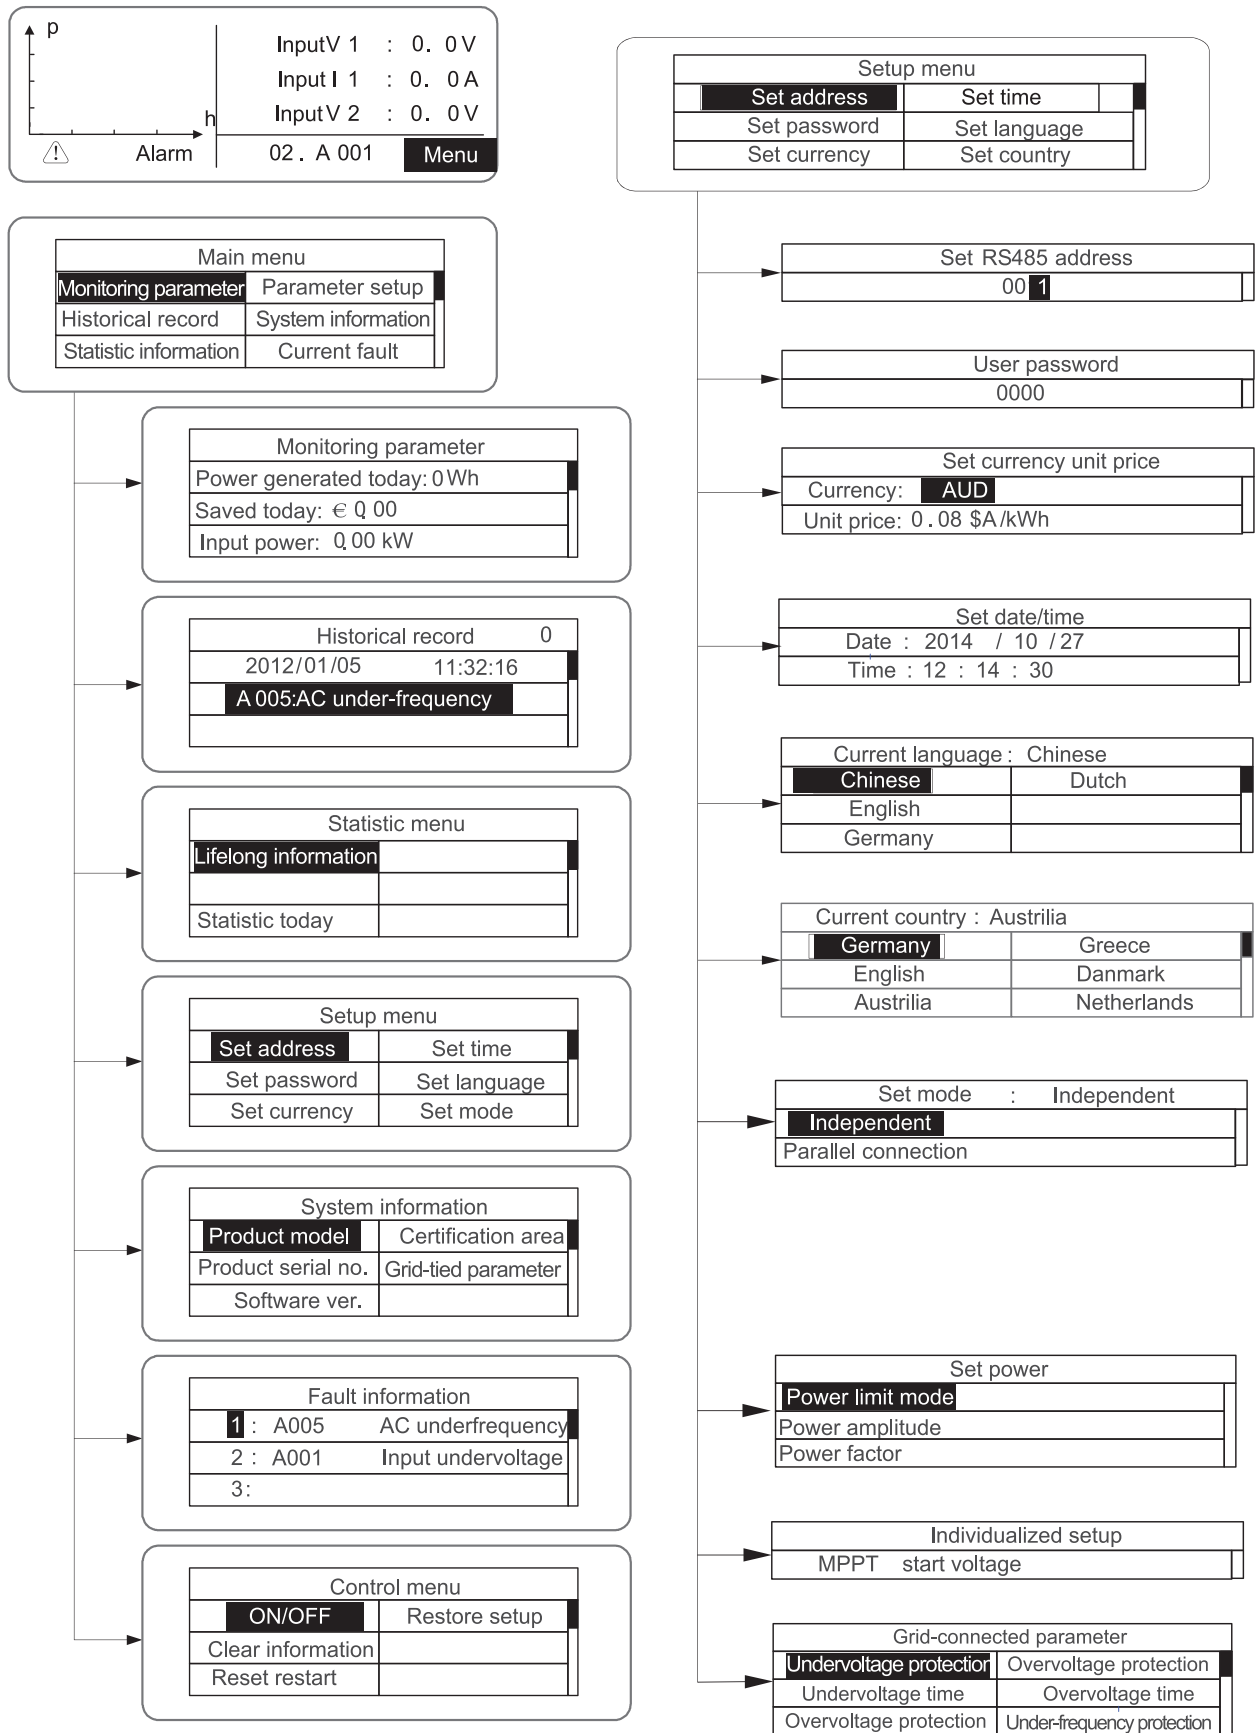 p
InputV 1 : 0. 0V
Input I 1 : 0. 0A
InputV 2 : 0. 0V
h
Alarm 02. A 001 Menu
Main menu
Monitoring parameter Parameter setup
Historical record System information
Statistic information Current fault
Monitoring parameter
Power generated today: 0Wh
Saved today: € 0.00
Input power: 0.00 kW
Historical record 0
2012/01/05 11:32:16
A 005:AC under-frequency
Statistic menu
Lifelong information
Statistic today
Setup menu
Set address Set time
Set password Set language
Set currency Set mode
System information
Product model Certification area
Product serial no. Grid-tied parameter
Software ver.
Fault information
1 : A005 AC underfrequency
2 : A001 Input undervoltage
3:
Control menu
ON/OFF Restore setup
Clear information
Reset restart
Setup menu
Set address Set time
Set password Set language
Set currency Set country
Set RS485 address
00 1
User password
0000
Set currency unit price
Currency: AUD
Unit price: 0.08 $A/kWh
Set date/time
Date : 2014 / 10 / 27
Time : 12 : 14 : 30
Current language : Chinese
Chinese Dutch
English
Germany
Current country : Austrilia
Germany Greece
English Danmark
Austrilia Netherlands
Set mode : Independent
Independent
Parallel connection
Set power
Power limit mode
Power amplitude
Power factor
Individualized setup
MPPT start voltage
Grid-connected parameter
Undervoltage protection Overvoltage protection
Undervoltage time Overvoltage time
Overvoltage protection Under-frequency protection